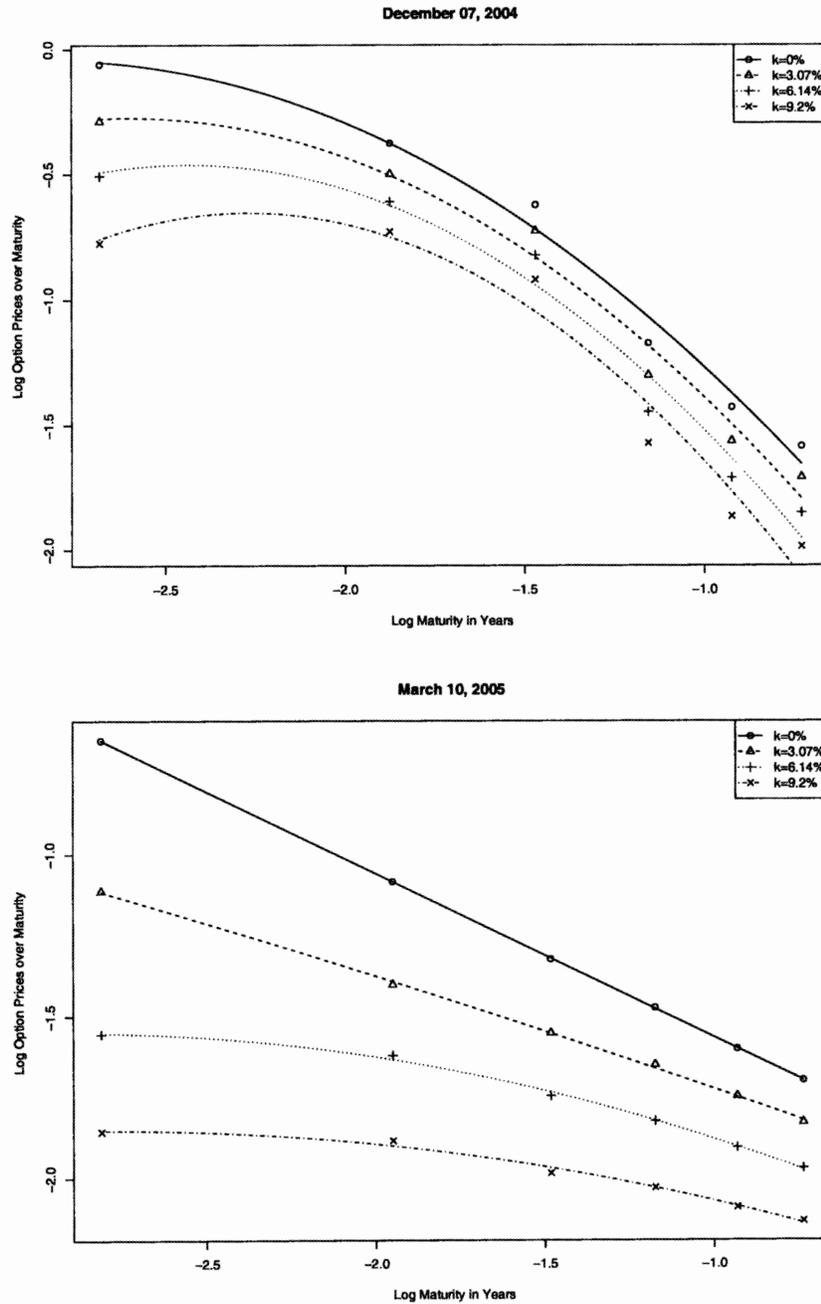 December 07, 2004
k=0%
k=3.07%
k=6.14%
k=9.2%
Log Option Prices over Maturity
0.0
−0.5
−1.0
−1.5
−2.0
−2.5
−2.0
−1.5
−1.0
Log Maturity in Years
March 10, 2005
k=0%
k=3.07%
k=6.14%
k=9.2%
Log Option Prices over Maturity
−1.0
−1.5
−2.0
−2.5
−2.0
−1.5
−1.0
Log Maturity in Years